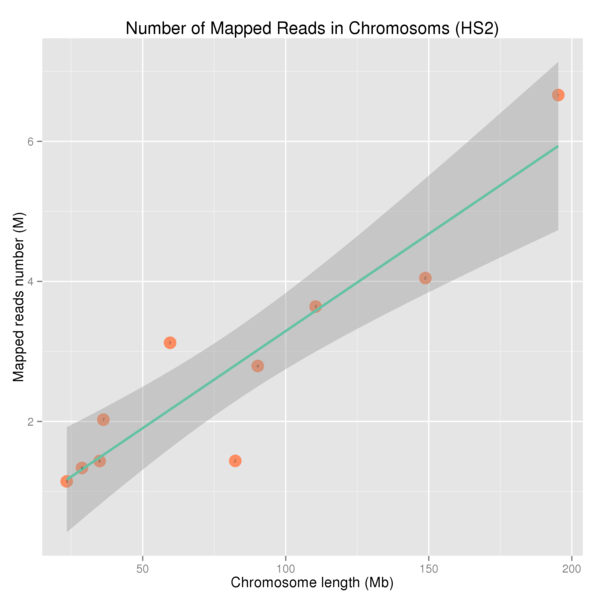 Number of Mapped Reads in Chromosoms (HS2)
Mapped reads number (M)
6
4
2
50 100 150 200
Chromosome length (Mb)